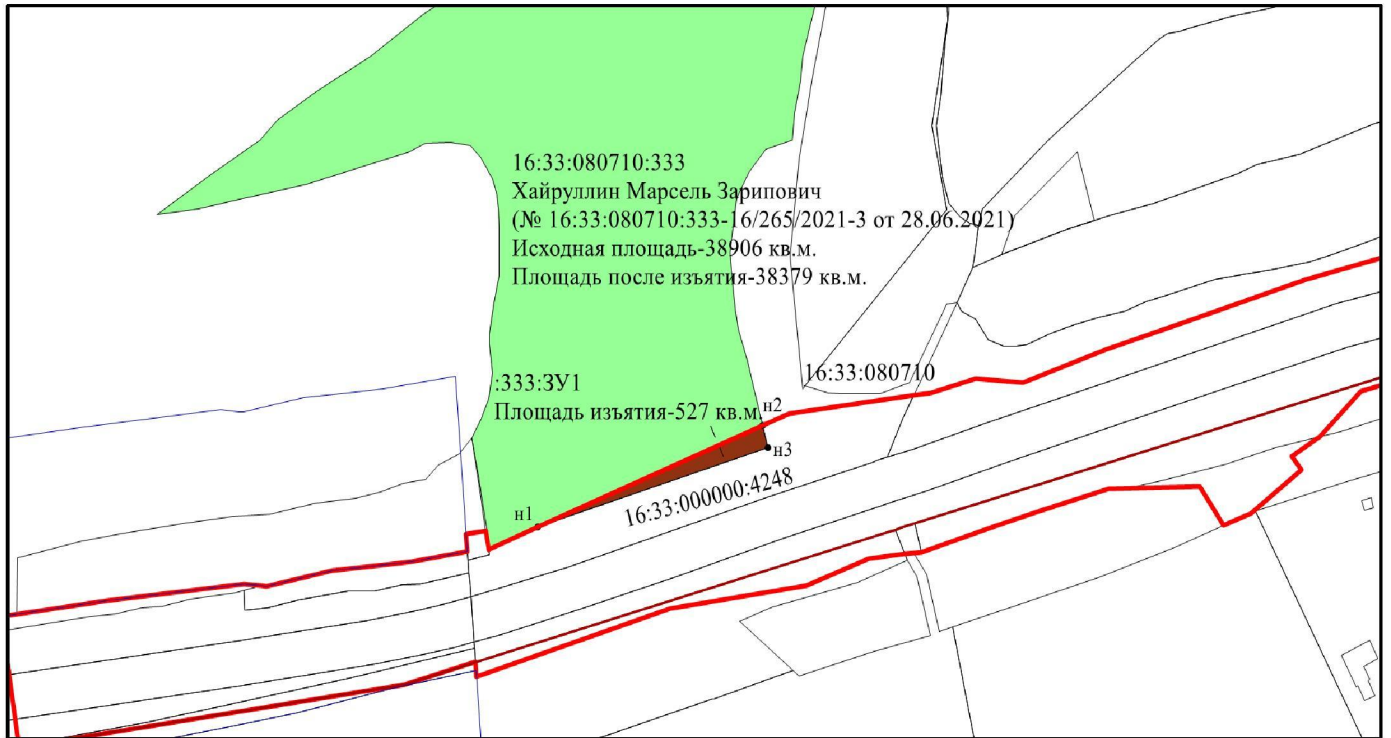 16:33:080710:333
Хайруллин Марсель Зарипович
(№ 16:33:080710:333-16/265/2021-3 от 28.06.2021)
Исходная площадь-38906 кв.м.
Площадь после изъятия-38379 кв.м.
16:33:080710
:333:ЗУ1
Площадь изъятия-527 кв.м.
н2
н3
16:33:000000:4248
н1